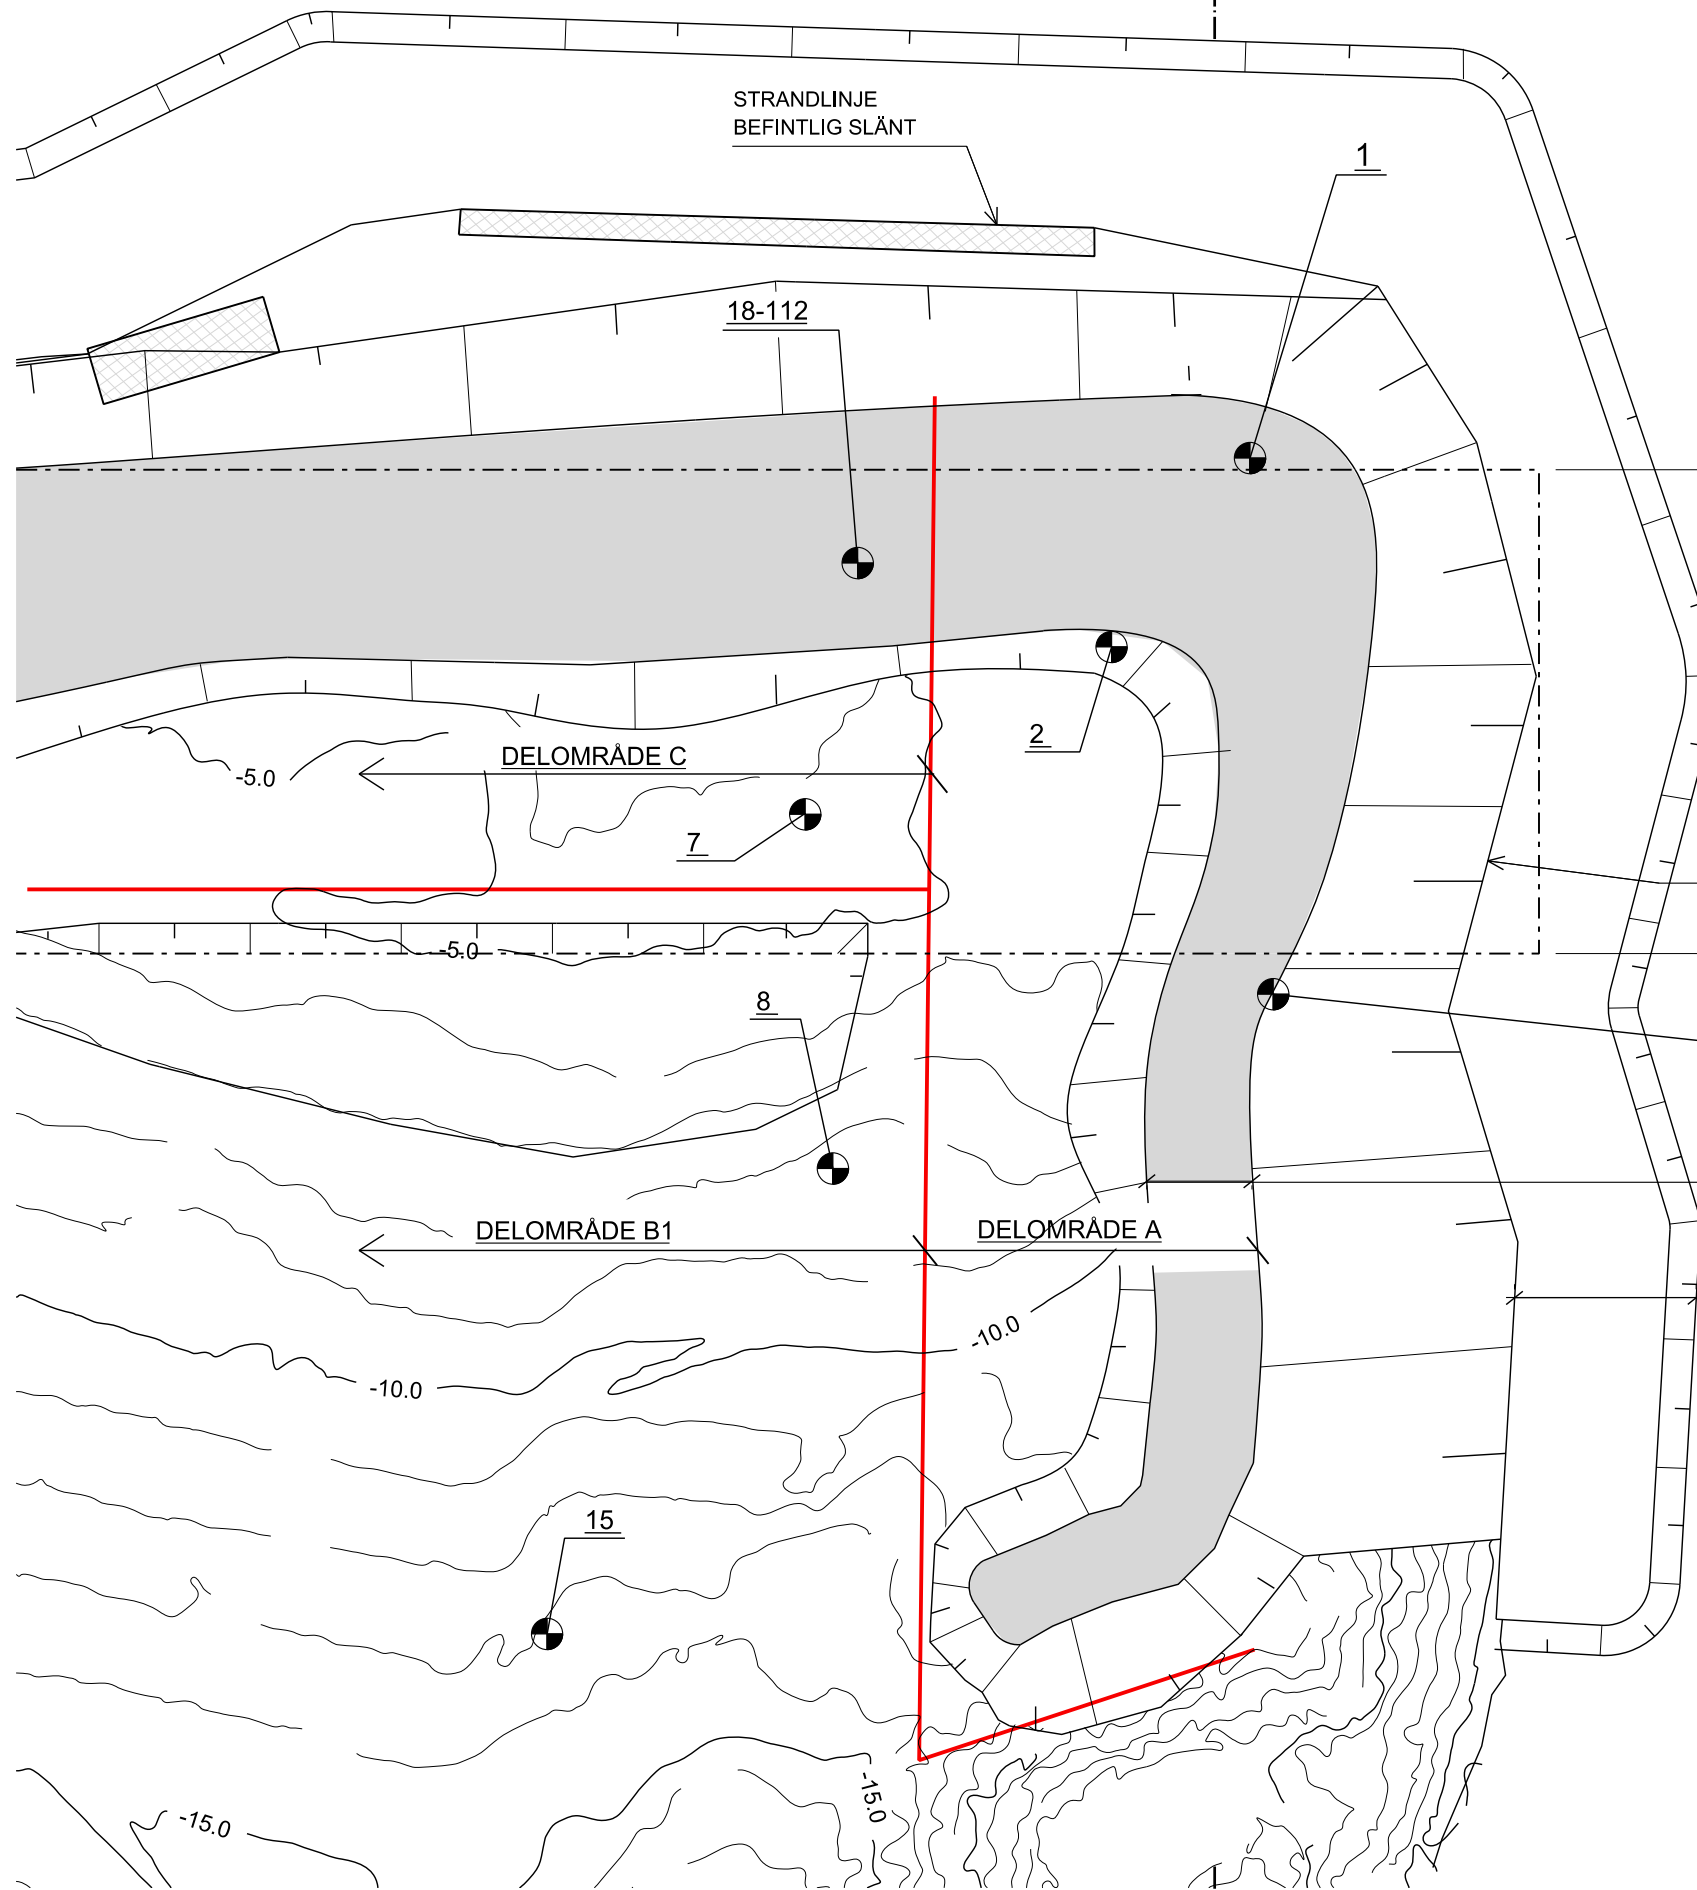 STRANDLINJE
BEFINTLIG SLÄNT
1
18-112
2
DELOMRÅDE C
-5.0
7
-5.0
8
DELOMRÅDE B1
DELOMRÅDE A
-10.0
-10.0
15
-15.0
-15.0